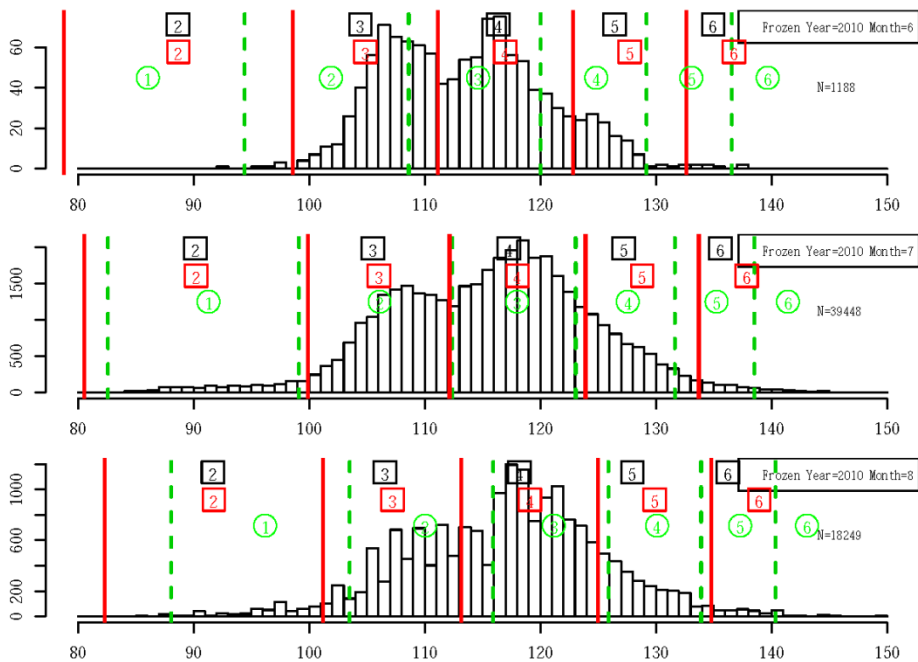 2 3 4 5 6 Frozen Year=2010 Month=6
2 3 4 5 6
1 2 3 4 5 6
N=1188
0 20 40 60
80 90 100 110 120 130 140 150
2 3 4 5 6 Frozen Year=2010 Month=7
2 3 4 5 6
1 2 3 4 5 6
N=39448
0 500 1500
80 90 100 110 120 130 140 150
2 3 4 5 6 Frozen Year=2010 Month=8
2 3 4 5 6
1 2 3 4 5 6
N=18249
0 200 600 1000
80 90 100 110 120 130 140 150